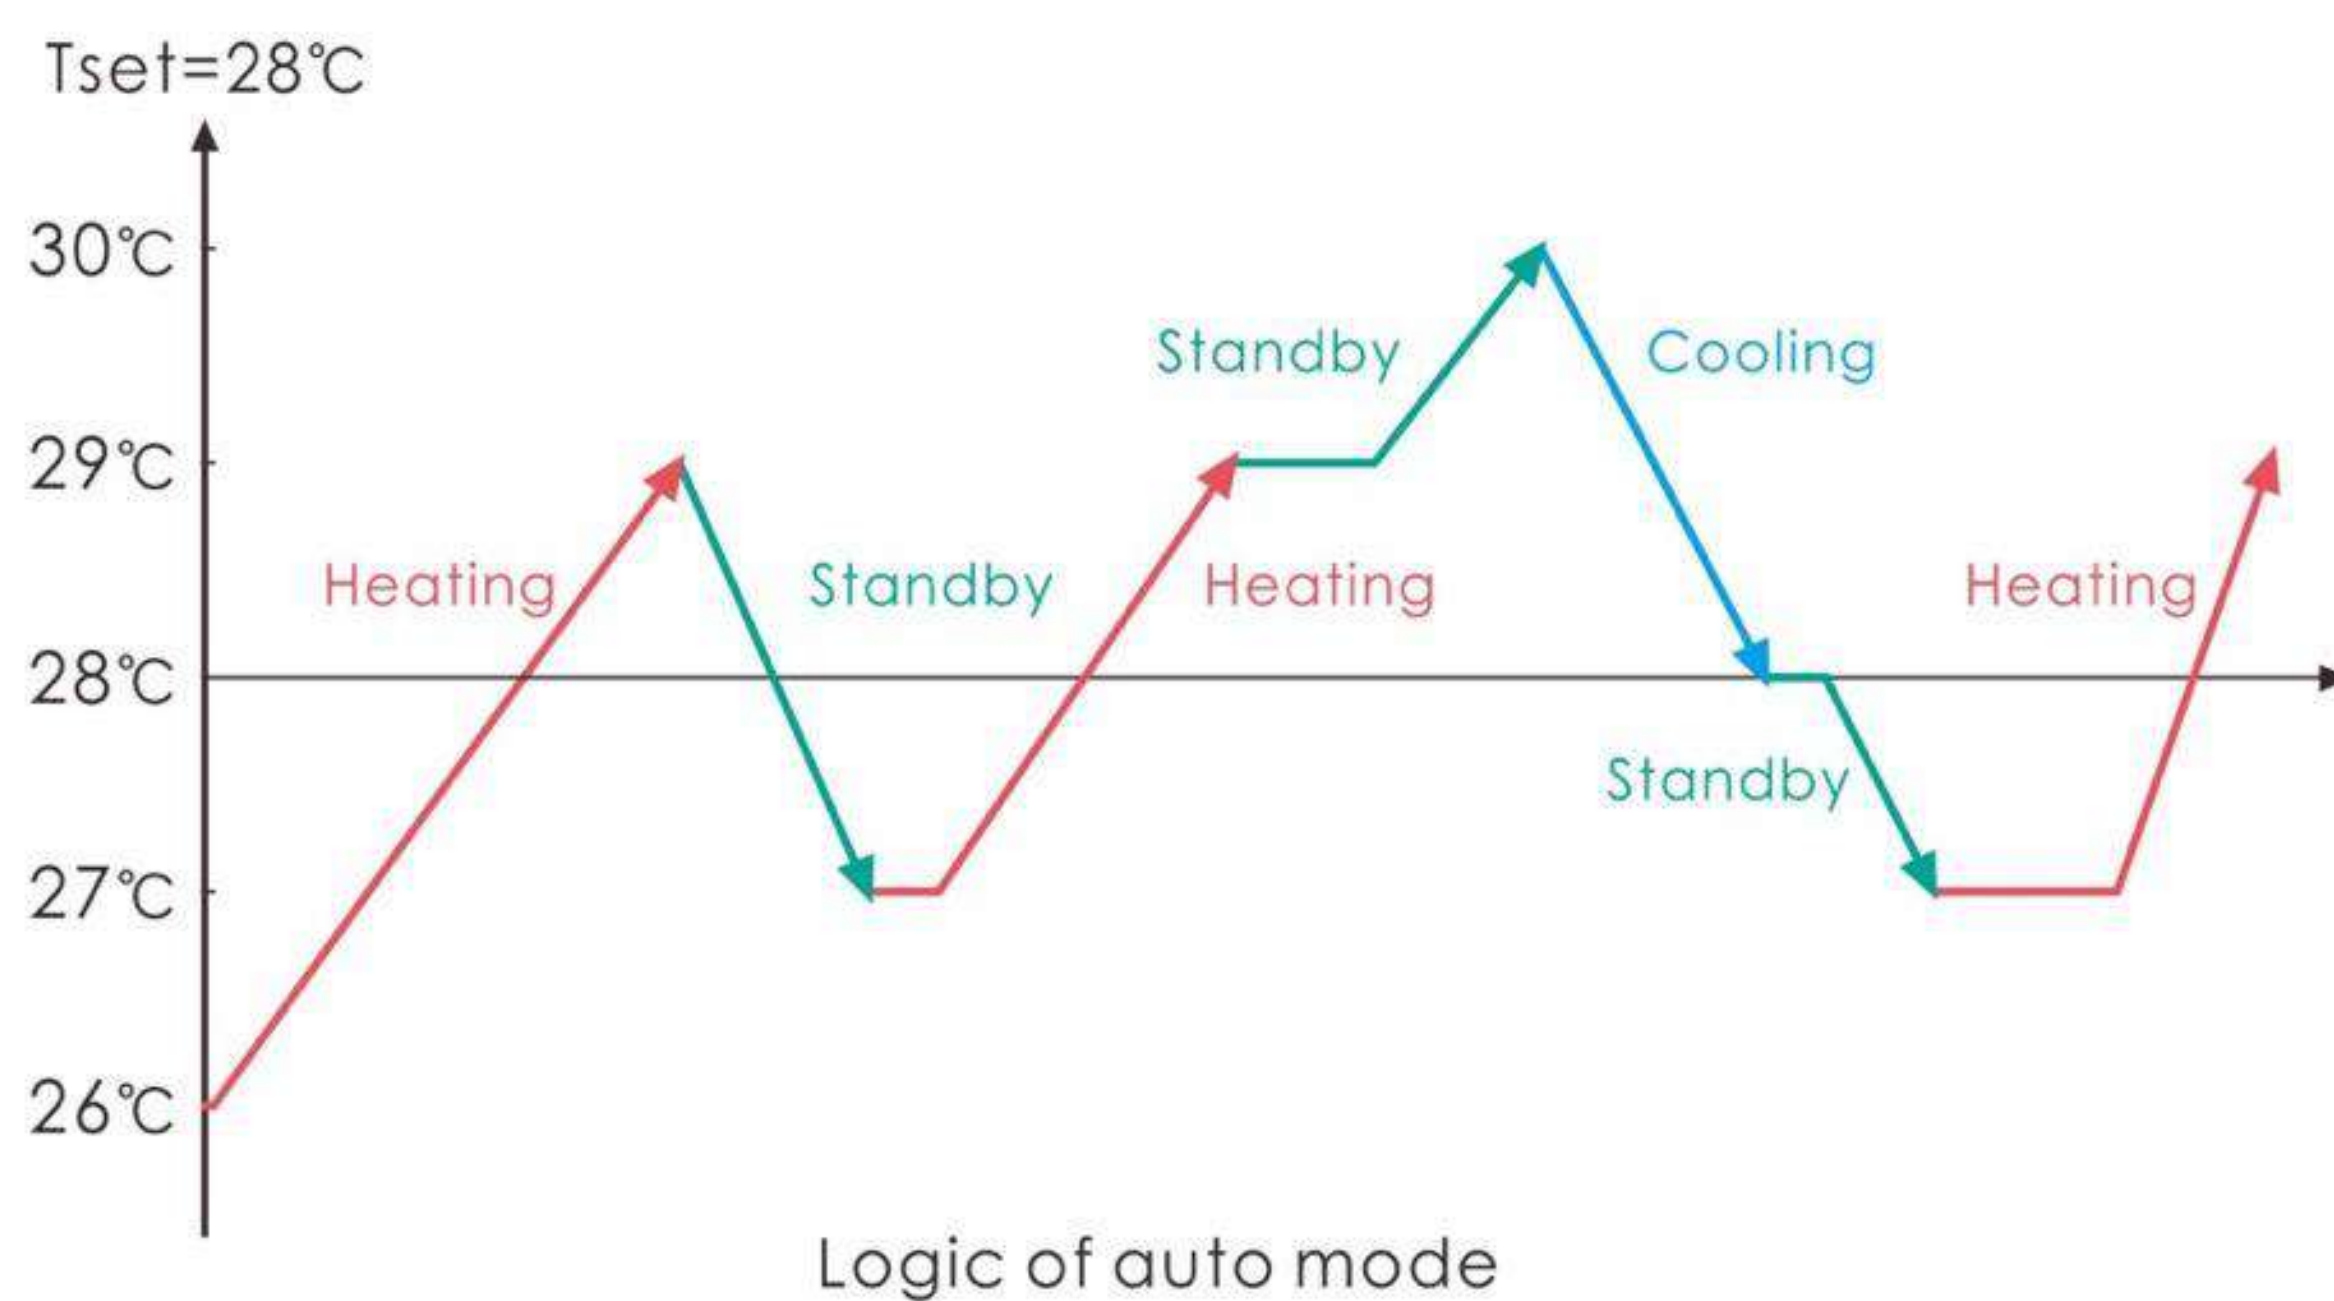 Tset=28℃
30℃
Standby
Cooling
29℃
Heating
Standby
Heating
Heating
28℃
Standby
27℃
26℃
Logic of auto mode